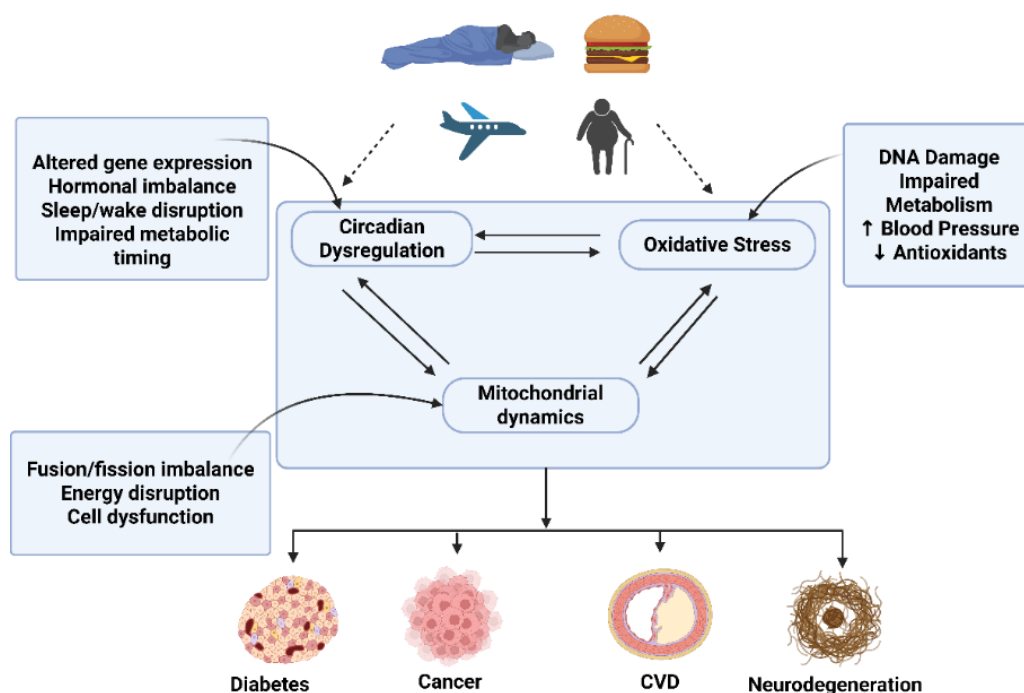 Altered gene expression
Hormonal imbalance
Sleep/wake disruption
Impaired metabolic
timing
Circadian
Dysregulation
Oxidative Stress
DNA Damage
Impaired
Metabolism
↑ Blood Pressure
↓ Antioxidants
Mitochondrial
dynamics
Fusion/fission imbalance
Energy disruption
Cell dysfunction
Diabetes
Cancer
CVD
Neurodegeneration